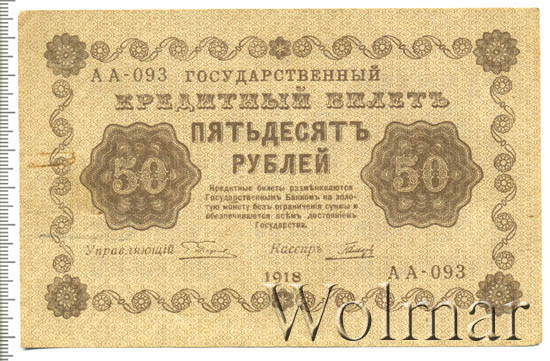 АА-093 ГОСУДАРСТВЕННЫЙ
КРЕДИТНЫЙ БИЛЕТЪ
ПЯТЬДЕСЯТЪ
РУБЛЕЙ
50
50
Кредитные билеты размѣниваются
Государственнымъ Банкомъ на золо-
тую монету безъ ограниченія суммы и
обезпечиваются всѣмъ достояніемъ
Государства.
Управляющій
Кассиръ
1918
АА-093
Wolmar